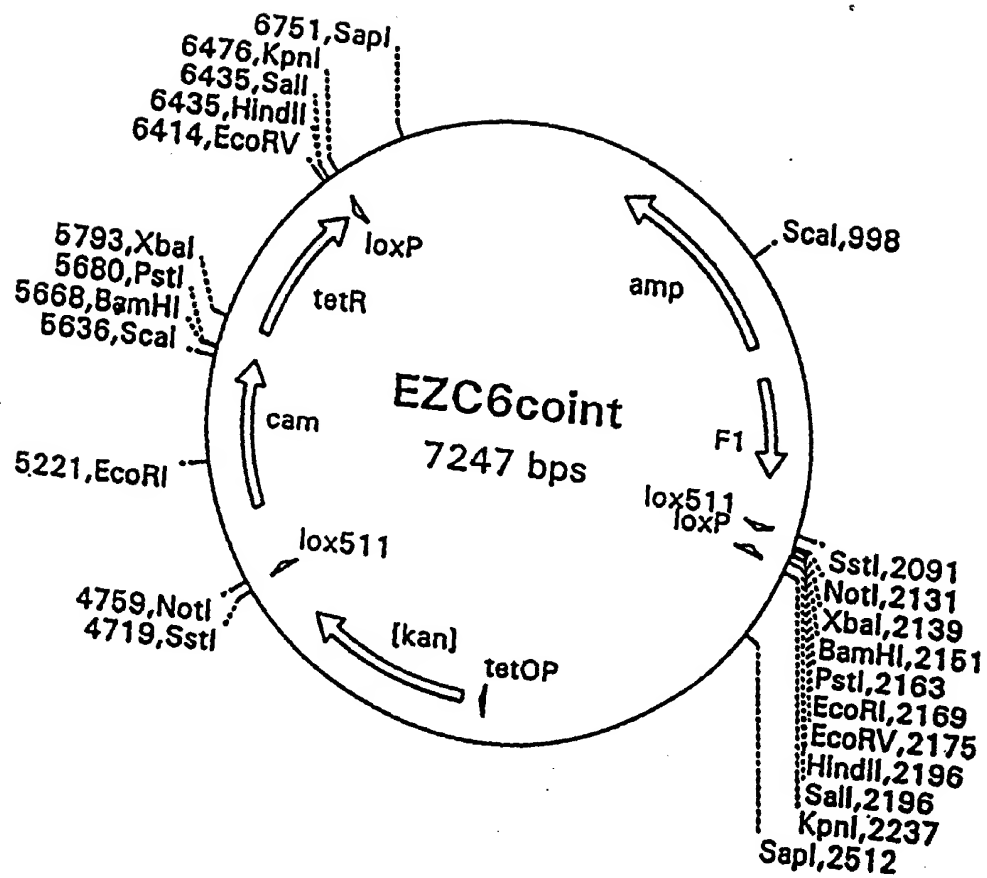 6751,SapI
6476,KpnI
6435,SalI
6435,HindII
6414,EcoRV
loxP
ScaI,998
amp
5793,XbaI
5680,PstI
5668,BamHI
5636,ScaI
tetR
EZC6coint
7247 bps
cam
F1
5221,EcoRI
lox511
loxP
lox511
SstI,2091
NotI,2131
XbaI,2139
BamHI,2151
PstI,2163
EcoRI,2169
EcoRV,2175
HindII,2196
SalI,2196
KpnI,2237
SapI,2512
4759,NotI
4719,SstI
[kan]
tetOP